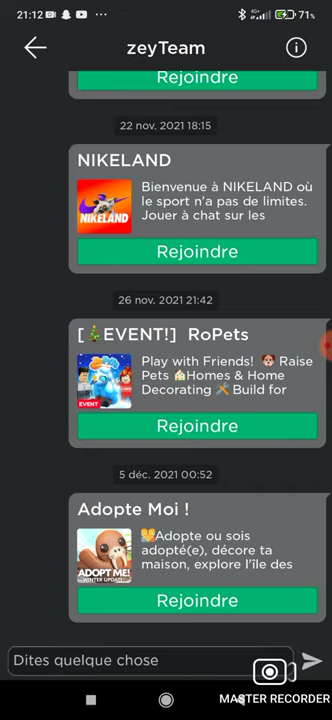 21:12
4G+
71%
zeyTeam
Rejoindre
22 nov. 2021 18:15
NIKELAND
NIKELAND
Bienvenue à NIKELAND où
le sport n'a pas de limites.
Jouer à chat sur les
Rejoindre
26 nov. 2021 21:42
[🎄EVENT!] RoPets
EVENT
Play with Friends! 🐶 Raise
Pets 🏠Homes & Home
Decorating ⚒️ Build for
Rejoindre
5 déc. 2021 00:52
Adopte Moi !
ADOPT ME!
WINTER UPDATE!
🤗Adopte ou sois
adopté(e), décore ta
maison, explore l'île des
Rejoindre
Dites quelque chose
MASTER RECORDER